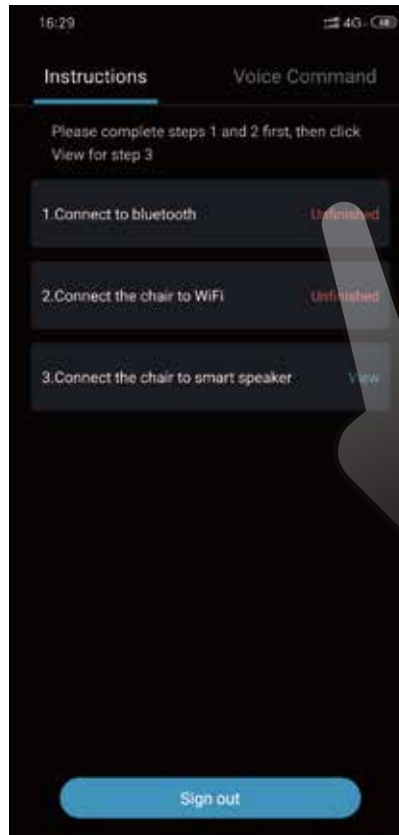 16:29
4G
Instructions
Voice Command
Please complete steps 1 and 2 first, then click
View for step 3
1.Connect to bluetooth
Unfinished
2.Connect the chair to WiFi
Unfinished
3.Connect the chair to smart speaker
View
Sign out